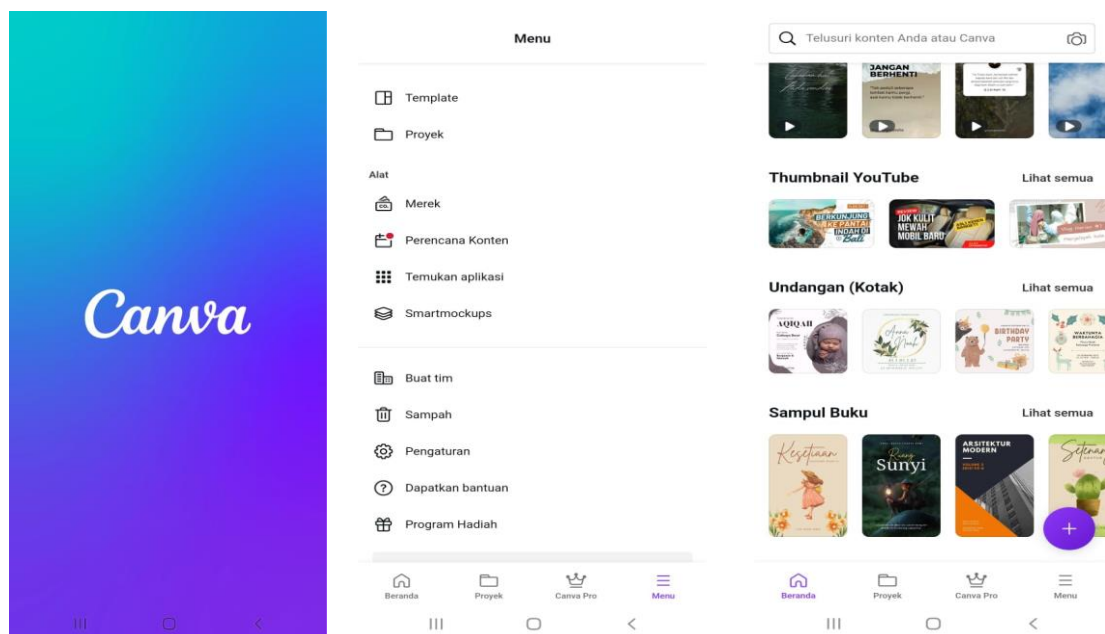 Canva
Menu
Template
Proyek
Alat
Merek
CO.
Perencana Konten
Temukan aplikasi
Smartmockups
Buat tim
Sampah
Pengaturan
Dapatkan bantuan
Program Hadiah
Beranda
Proyek
Canva Pro
Menu
Telusuri konten Anda atau Canva
JANGAN
BERHENTI
Thumbnail YouTube
Lihat semua
BERKUNJUNG
KE PANTAI
INDAH DI
Bali
JOK KULIT
MEWAH
MOBIL BARU
Undangan (Kotak)
Lihat semua
AQIQAH
BIRTHDAY
PARTY
Sampul Buku
Lihat semua
Kesetiaan
Ruang
Sunyi
ARSITEKTUR
MODERN
Beranda
Proyek
Canva Pro
Menu